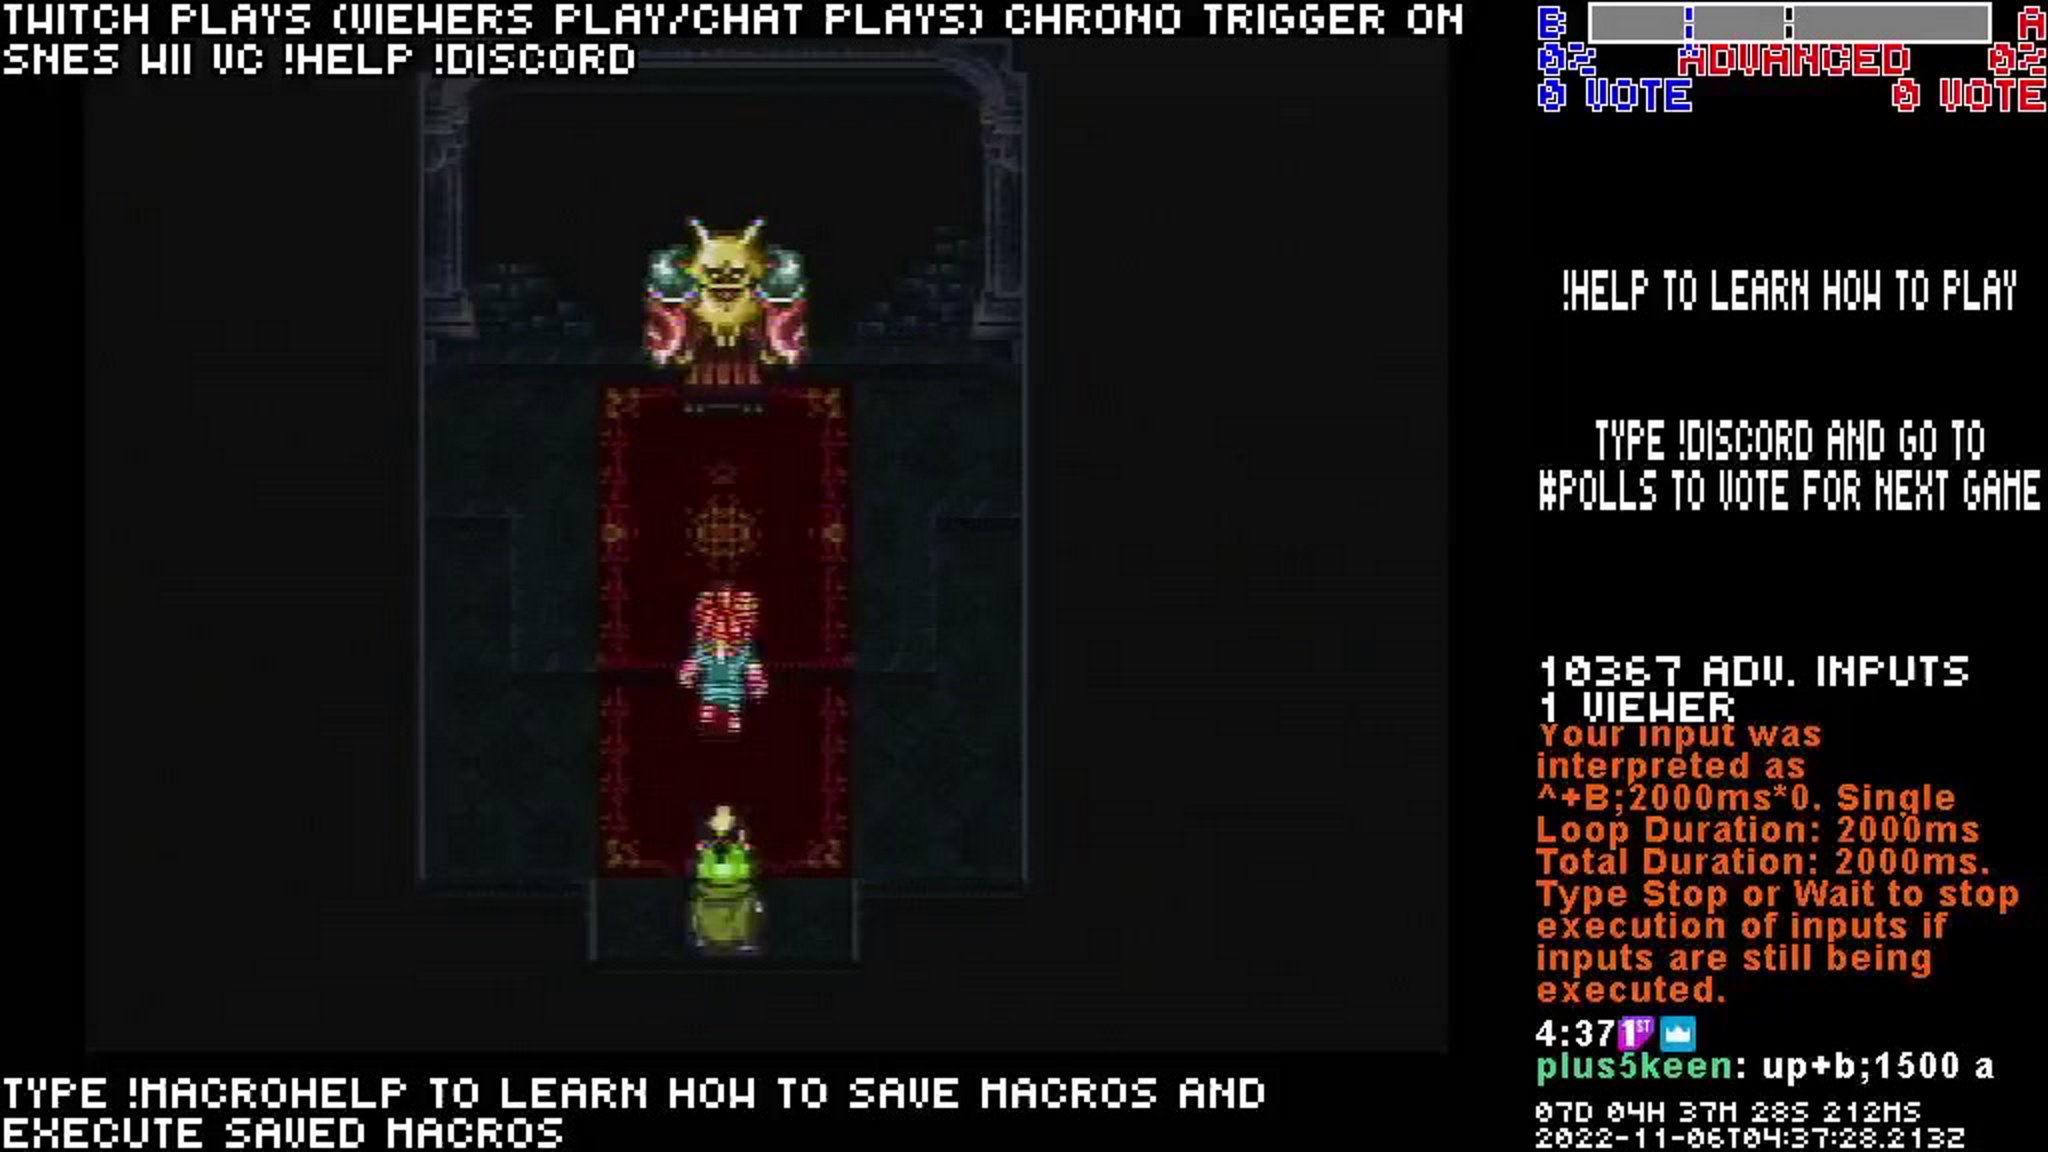 TWITCH PLAYS (VIEWERS PLAY/CHAT PLAYS) CHRONO TRIGGER ON
SNES WII VC !HELP !DISCORD
B A
0% ADVANCED 0%
0 VOTE 0 VOTE
!HELP TO LEARN HOW TO PLAY
TYPE !DISCORD AND GO TO
#POLLS TO VOTE FOR NEXT GAME
10367 ADV. INPUTS
1 VIEWER
Your input was
interpreted as
^+B;2000ms*0. Single
Loop Duration: 2000ms
Total Duration: 2000ms.
Type Stop or Wait to stop
execution of inputs if
inputs are still being
executed.
4:37 1ST
plus5keen: up+b;1500 a
07D 04H 37M 28S 212MS
2022-11-06T04:37:28.213Z
TYPE !MACROHELP TO LEARN HOW TO SAVE MACROS AND
EXECUTE SAVED MACROS